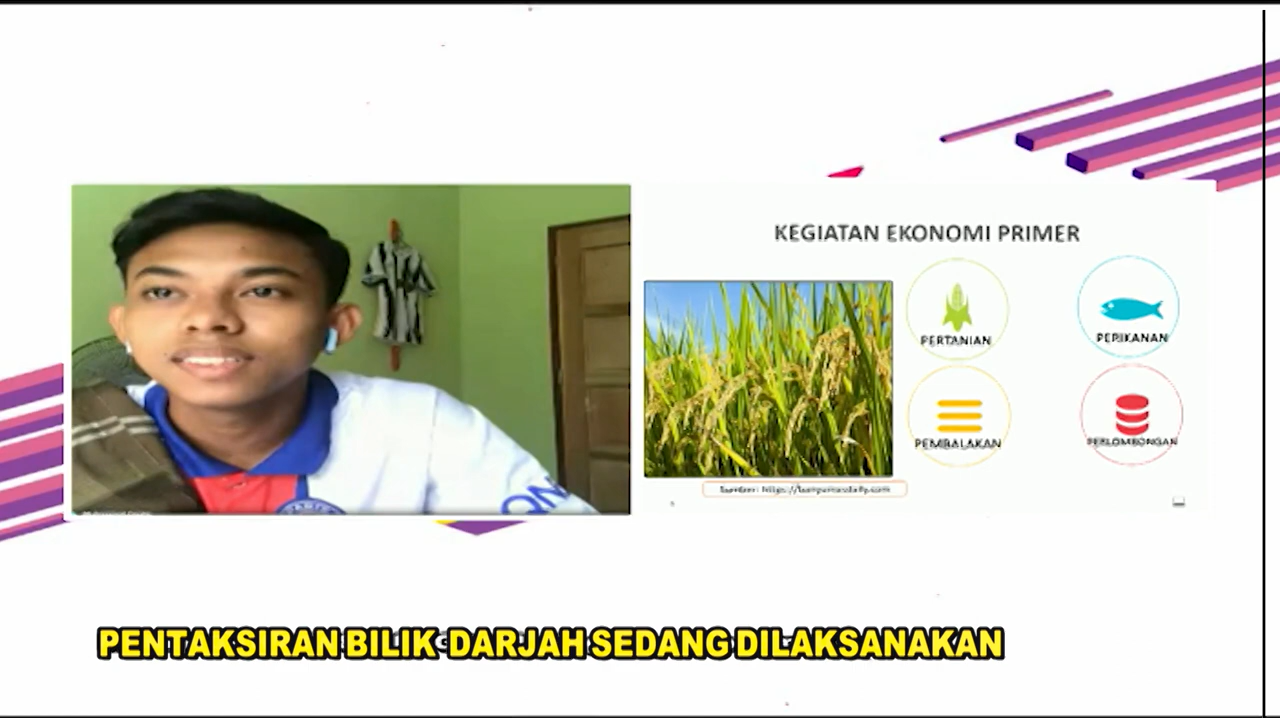 KEGIATAN EKONOMI PRIMER
PERTANIAN
PERIKANAN
PEMBALAKAN
PERLOMBONGAN
PENTAKSIRAN BILIK DARJAH SEDANG DILAKSANAKAN